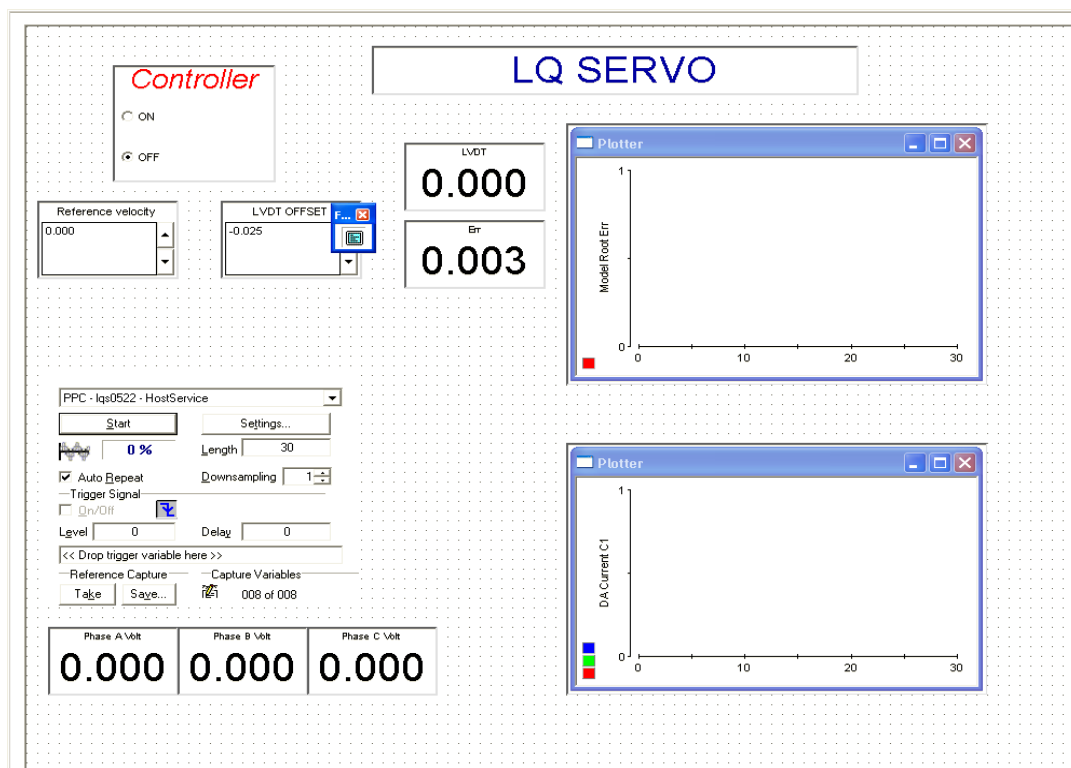 LQ SERVO
Controller
ON
OFF
Reference velocity
0.000
LVDT OFFSET
-0.025
F...
LVDT
0.000
Err
0.003
Plotter
1
Model Root Err
0
0 10 20 30
PPC - lqs0522 - HostService
Start Settings...
0 % Length 30
Auto Repeat Downsampling 1
Trigger Signal
On/Off
Level 0 Delay 0
<< Drop trigger variable here >>
Reference Capture Capture Variables
Take Save... 008 of 008
Plotter
1
DA Current C1
0
0 10 20 30
Phase A Volt Phase B Volt Phase C Volt
0.000 0.000 0.000